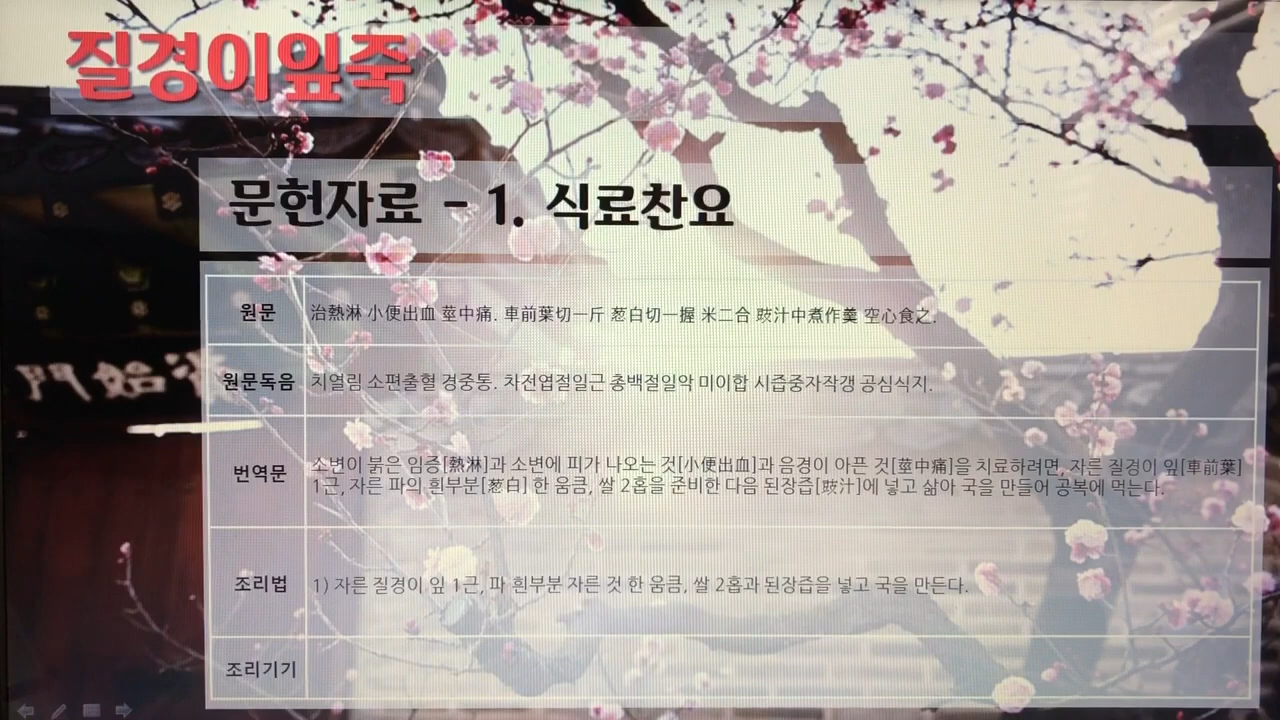 질경이잎죽
문헌자료 - 1. 식료찬요
원문 治熱淋 小便出血 莖中痛. 車前葉切一斤 葱白切一握 米二合 豉汁中煮作羹 空心食之.
원문독음 치열림 소편출혈 경중통. 차전엽절일근 총백절일악 미이합 시즙중자작갱 공심식지.
번역문 소변이 붉은 임증[熱淋]과 소변에 피가 나오는 것[小便出血]과 음경이 아픈 것[莖中痛]을 치료하려면, 자른 질경이 잎[車前葉]
1근, 자른 파의 흰부분[葱白] 한 움큼, 쌀 2홉을 준비한 다음 된장즙[豉汁]에 넣고 삶아 국을 만들어 공복에 먹는다.
조리법 1) 자른 질경이 잎 1근, 파 흰부분 자른 것 한 움큼, 쌀 2홉과 된장즙을 넣고 국을 만든다.
조리기기